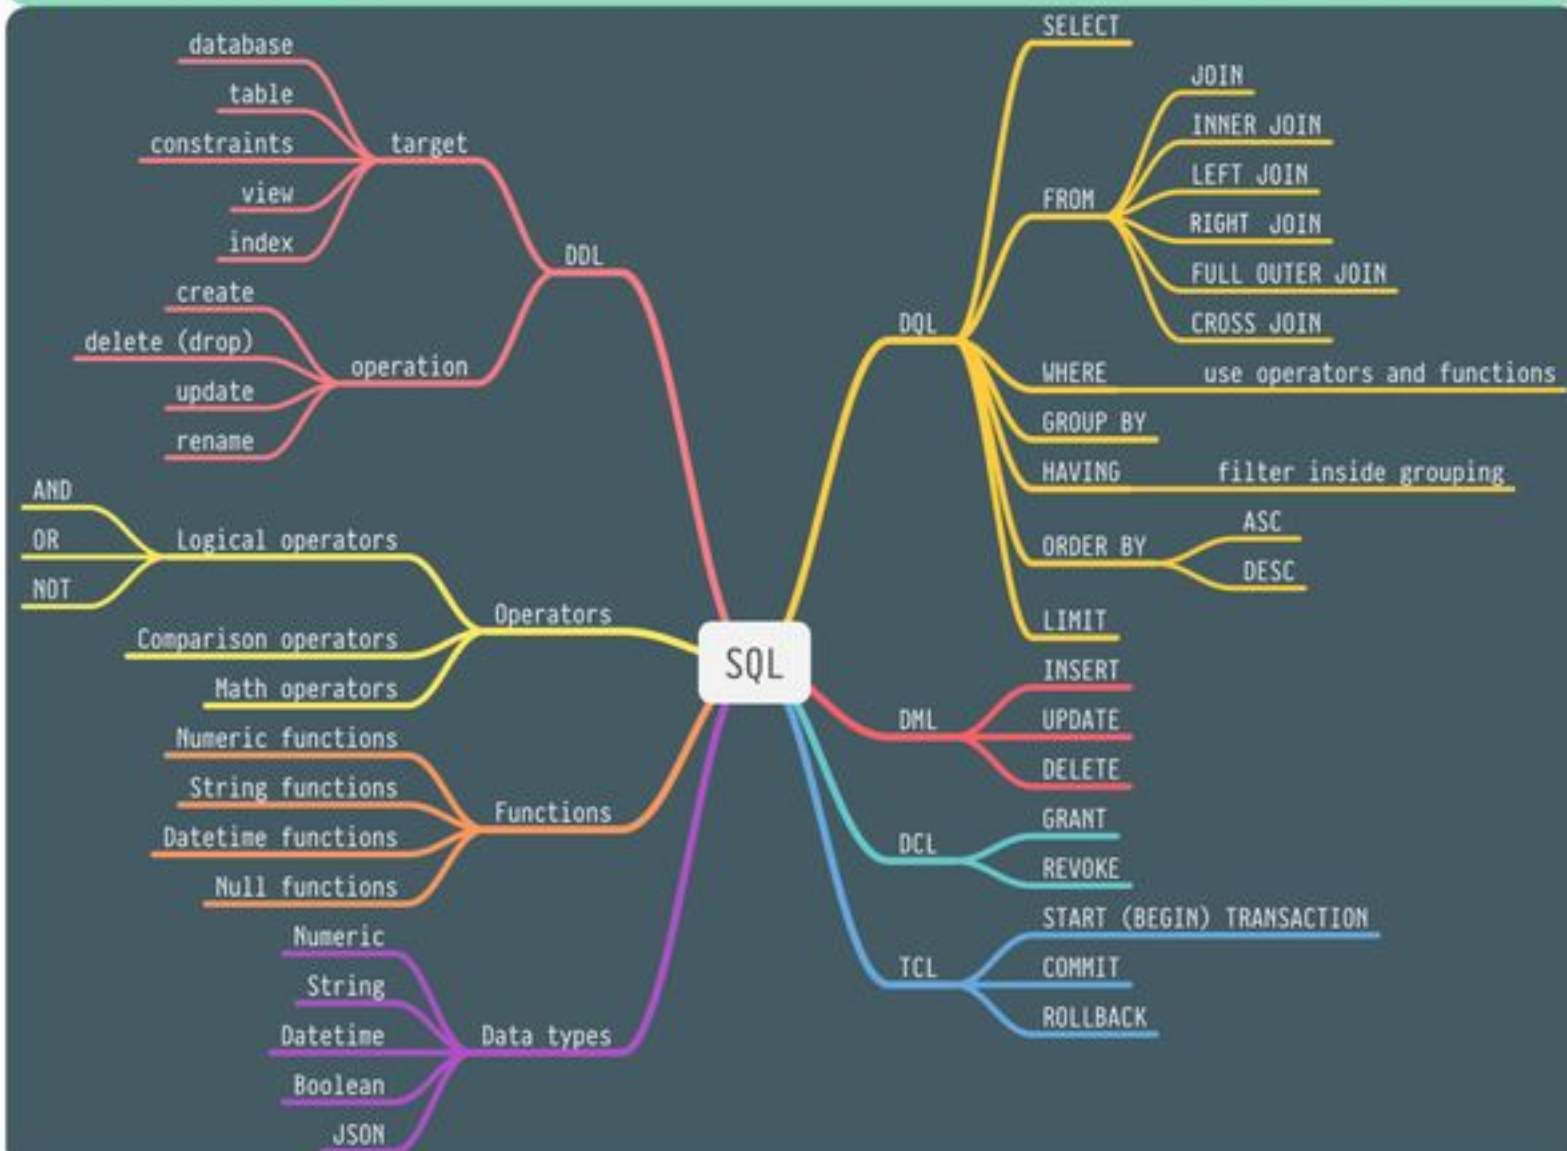 database
table
constraints
view
index
target
create
delete (drop)
update
rename
operation
DDL
AND
OR
NOT
Logical operators
Comparison operators
Math operators
Operators
Numeric functions
String functions
Datetime functions
Null functions
Functions
Numeric
String
Datetime
Boolean
JSON
Data types
SQL
DQL
SELECT
FROM
JOIN
INNER JOIN
LEFT JOIN
RIGHT JOIN
FULL OUTER JOIN
CROSS JOIN
WHERE use operators and functions
GROUP BY
HAVING filter inside grouping
ORDER BY
ASC
DESC
LIMIT
DML
INSERT
UPDATE
DELETE
DCL
GRANT
REVOKE
TCL
START (BEGIN) TRANSACTION
COMMIT
ROLLBACK